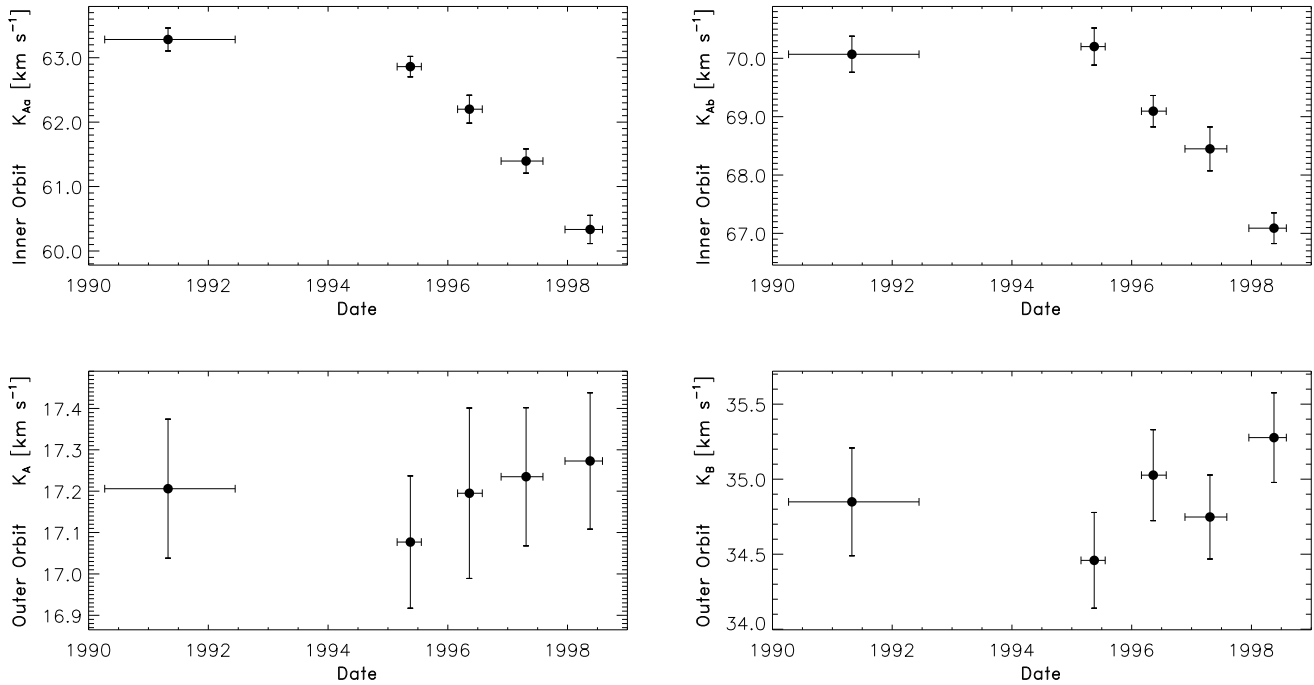 Inner Orbit K_Aa [km s⁻¹]
63.0
62.0
61.0
60.0
1990 1992 1994 1996 1998
Date
Inner Orbit K_Ab [km s⁻¹]
70.0
69.0
68.0
67.0
1990 1992 1994 1996 1998
Date
Outer Orbit K_A [km s⁻¹]
17.4
17.3
17.2
17.1
17.0
16.9
1990 1992 1994 1996 1998
Date
Outer Orbit K_B [km s⁻¹]
35.5
35.0
34.5
34.0
1990 1992 1994 1996 1998
Date